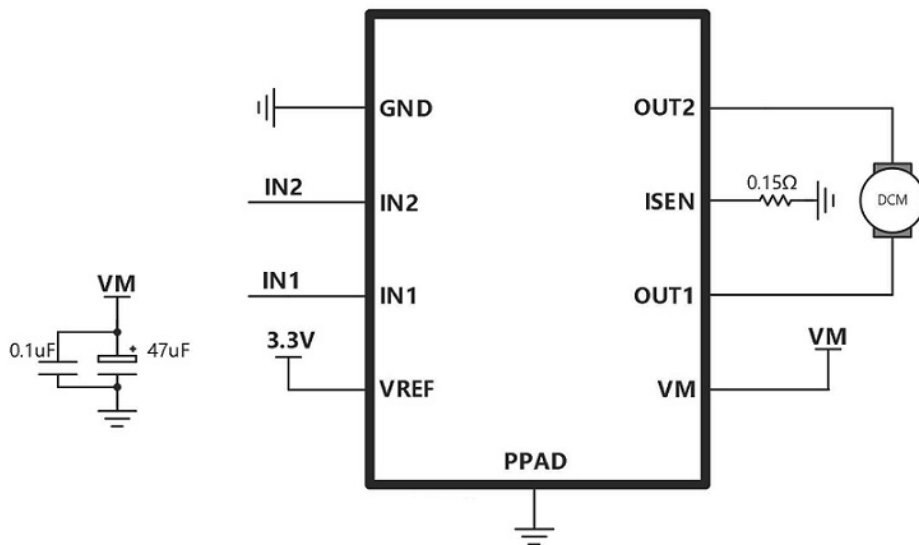 GND
OUT2
IN2
IN2
ISEN
0.15Ω
DCM
IN1
IN1
OUT1
VM
0.1uF
+
47uF
3.3V
VREF
VM
VM
PPAD